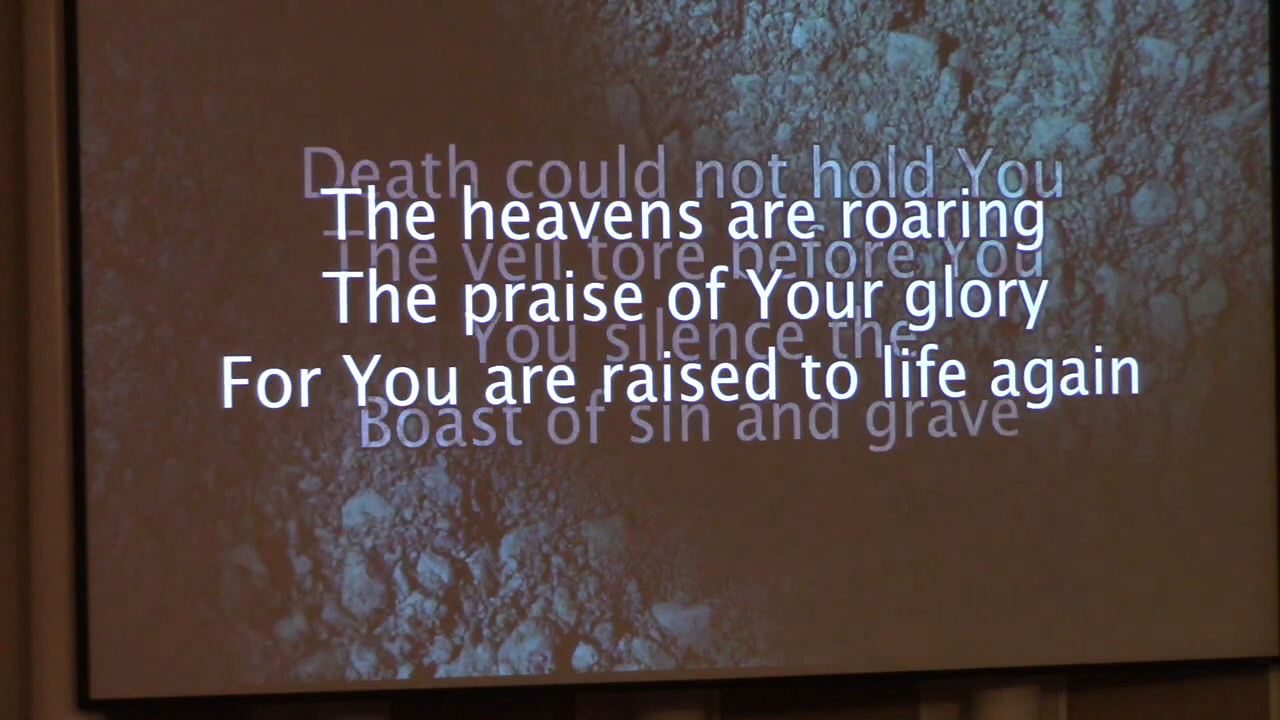 Death could not hold You
The heavens are roaring
The veil tore before You
The praise of Your glory
You silence the
For You are raised to life again
Boast of sin and grave